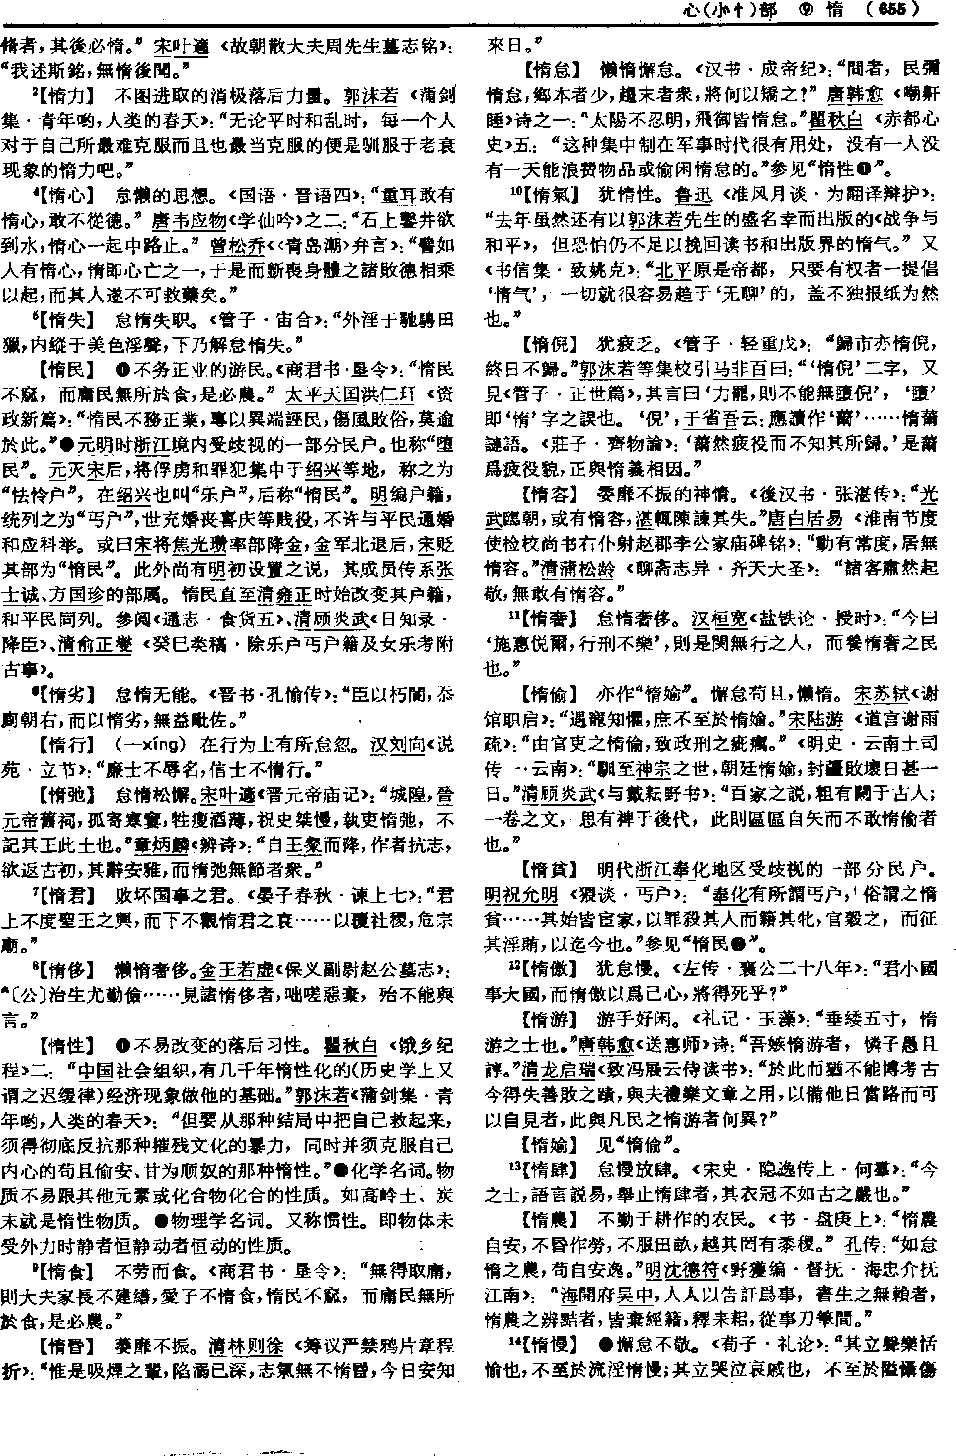 心(小忄)部 ⑨ 惰 (655)
脩者,其後必惰。”宋叶適《故朝散大夫周先生墓志铭》:
“我述斯銘,無惰後聞。”
²【惰力】 不图进取的消极落后力量。郭沫若《蒲剑
集·青年哟,人类的春天》:“无论平时和乱时,每一个人
对于自己所最难克服而且也最当克服的便是驯服于老衰
现象的惰力吧。”
⁴【惰心】 怠懒的思想。《国语·晋语四》:“重耳敢有
惰心,敢不從德。”唐韦应物《学仙吟》之二:“石上鑿井欲
到水,惰心一起中路止。”曾松乔《<青岛潮>弁言》:“譬如
人有惰心,惰即心亡之一,于是而斷喪身體之諸敗德相乘
以起,而其人遂不可救藥矣。”
⁵【惰失】 怠惰失职。《管子·宙合》:“外淫于馳騁田
獵,内縱于美色淫聲,下乃解怠惰失。”
【惰民】 ❶不务正业的游民。《商君书·垦令》:“惰民
不窳,而庸民無所於食,是必農。”太平天国洪仁玕《资
政新篇》:“惰民不務正業,專以異端誣民,傷風敗俗,莫逾
於此。”❷元明时浙江境内受歧视的一部分民户。也称“堕
民”。元灭宋后,将俘虏和罪犯集中于绍兴等地,称之为
“怯怜户”,在绍兴也叫“乐户”,后称“惰民”。明编户籍,
统列之为“丐户”,世充婚丧喜庆等贱役,不许与平民通婚
和应科举。或曰宋将焦光瓒率部降金,金军北退后,宋贬
其部为“惰民”。此外尚有明初设置之说,其成员传系张
士诚、方国珍的部属。惰民直至清雍正时始改变其户籍,
和平民同列。参阅《通志·食货五》、清顾炎武《日知录·
降臣》、清俞正燮《癸巳类稿·除乐户丐户籍及女乐考附
古事》。
⁶【惰劣】 怠惰无能。《晋书·孔愉传》:“臣以朽闇,忝
廁朝右,而以惰劣,無益毗佐。”
【惰行】 (—xíng) 在行为上有所怠忽。汉刘向《说
苑·立节》:“廉士不辱名,信士不惰行。”
【惰弛】 怠惰松懈。宋叶適《晋元帝庙记》:“城隍,晉
元帝舊祠,孤寄寒窶,牲瘦酒薄,祝史桀慢,執吏惰弛,不
記其王此土也。”章炳麟《辨诗》:“自王粲而降,作者抗志,
欲返古初,其辭安雅,而惰弛無節者衆。”
⁷【惰君】 败坏国事之君。《晏子春秋·谏上七》:“君
上不度聖王之興,而下不觀惰君之衰……以覆社稷,危宗
廟。”
⁸【惰侈】 懒惰奢侈。金王若虚《保义副尉赵公墓志》:
“〔公〕治生尤勤儉……見諸惰侈者,咄嗟惡棄,殆不能與
言。”
【惰性】 ❶不易改变的落后习性。瞿秋白《饿乡纪
程》二:“中国社会组织,有几千年惰性化的(历史学上又
谓之迟缓律)经济现象做他的基础。”郭沫若《蒲剑集·青
年哟,人类的春天》:“但要从那种结局中把自己救起来,
须得彻底反抗那种摧残文化的暴力,同时并须克服自己
内心的苟且偷安、甘为顺奴的那种惰性。”❷化学名词。物
质不易跟其他元素或化合物化合的性质。如高岭土、炭
末就是惰性物质。❸物理学名词。又称惯性。即物体未
受外力时静者恒静动者恒动的性质。
⁹【惰食】 不劳而食。《商君书·垦令》:“無得取庸,
則大夫家長不建繕,愛子不惰食,惰民不窳,而庸民無所
於食,是必農。”
【惰昏】 萎靡不振。清林则徐《筹议严禁鸦片章程
折》:“惟是吸煙之輩,陷溺已深,志氣無不惰昏,今日安知
來日。”
【惰怠】 懒惰懈怠。《汉书·成帝纪》:“間者,民彌
惰怠,鄉本者少,趨末者衆,將何以矯之?”唐韩愈《嘲鼾
睡》诗之一:“太陽不忍明,飛御皆惰怠。”瞿秋白《赤都心
史》五:“这种集中制在军事时代很有用处,没有一人没
有一天能浪费物品或偷闲惰怠的。”参见“惰性❶”。
¹⁰【惰氣】 犹惰性。鲁迅《准风月谈·为翻译辩护》:
“去年虽然还有以郭沫若先生的盛名幸而出版的《战争与
和平》,但恐怕仍不足以挽回读书和出版界的惰气。”又
《书信集·致姚克》:“北平原是帝都,只要有权者一提倡
‘惰气’,一切就很容易趋于‘无聊’的,盖不独报纸为然
也。”
【惰倪】 犹疲乏。《管子·轻重戊》:“歸市亦惰倪,
終日不歸。”郭沫若等集校引马非百曰:“‘惰倪’二字,又
見《管子·正世篇》,其言曰‘力罷,則不能無墮倪’,‘墮’
即‘惰’字之誤也。‘倪’,于省吾云:應讀作‘薾’……惰薾
謎語。《莊子·齊物論》:‘薾然疲役而不知其所歸。’是薾
爲疲役貌,正與惰義相因。”
【惰容】 委靡不振的神情。《後汉书·张湛传》:“光
武臨朝,或有惰容,湛輒陳諫其失。”唐白居易《淮南节度
使检校尚书右仆射赵郡李公家庙碑铭》:“動有常度,居無
惰容。”清蒲松龄《聊斋志异·齐天大圣》:“諸客肅然起
敬,無敢有惰容。”
¹¹【惰奢】 怠惰奢侈。汉桓宽《盐铁论·授时》:“今曰
‘施惠悦爾,行刑不樂’,則是閔無行之人,而養惰奢之民
也。”
【惰偷】 亦作“惰媮”。懈怠苟且,懒惰。宋苏轼《谢
馆职启》:“遇寵知懼,庶不至於惰媮。”宋陆游《道宫谢雨
疏》:“由官吏之惰偷,致政刑之疵癘。”《明史·云南土司
传一·云南》:“馴至神宗之世,朝廷惰媮,封疆敗壞日甚一
日。”清顾炎武《与戴耘野书》:“百家之説,粗有闚于古人;
一卷之文,思有裨于後代,此則區區自矢而不敢惰偷者
也。”
【惰貧】 明代浙江奉化地区受歧视的一部分民户。
明祝允明《猥谈·丐户》:“奉化有所謂丐户,俗謂之惰
貧……其始皆宦家,以罪殺其人而籍其牝,官穀之,而征
其淫賄,以迄今也。”参见“惰民❷”。
¹²【惰傲】 犹怠慢。《左传·襄公二十八年》:“君小國
事大國,而惰傲以爲己心,將得死乎?”
【惰游】 游手好闲。《礼记·玉藻》:“垂緌五寸,惰
游之士也。”唐韩愈《送惠师》诗:“吾嫉惰游者,憐子愚且
諄。”清龙启瑞《致冯展云侍读书》:“於此而猶不能博考古
今得失善敗之蹟,與夫禮樂文章之用,以備他日當路而可
以自見者,此與凡民之惰游者何異?”
【惰媮】 见“惰偷”。
¹³【惰肆】 怠慢放肆。《宋史·隐逸传上·何羣》:“今
之士,語言説易,舉止惰肆者,其衣冠不如古之嚴也。”
【惰農】 不勤于耕作的农民。《书·盘庚上》:“惰農
自安,不昬作勞,不服田畝,越其罔有黍稷。”孔传:“如怠
惰之農,苟自安逸。”明沈德符《野獲编·督抚·海忠介抚
江南》:“海開府吴中,人人以告訐爲事,書生之無賴者,
惰農之辨黠者,皆棄經籍,釋耒耜,從事刀筆間。”
¹⁴【惰慢】 ❶懈怠不敬。《荀子·礼论》:“其立聲樂恬
愉也,不至於流淫惰慢;其立哭泣哀戚也,不至於隘懾傷